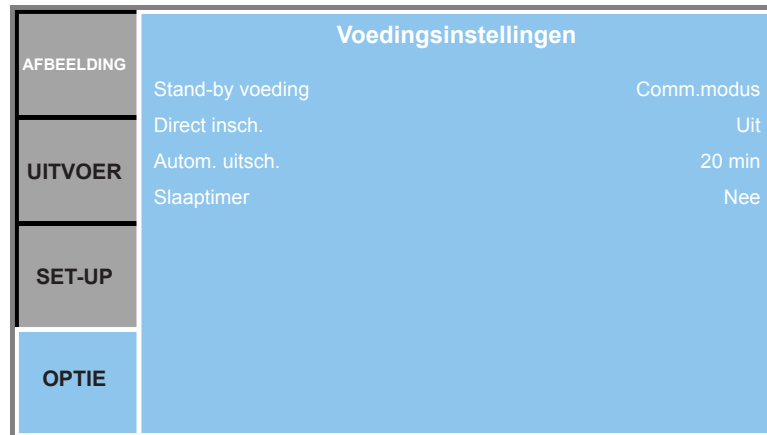 Voedingsinstellingen
AFBEELDING
UITVOER
SET-UP
OPTIE
Stand-by voeding Comm.modus
Direct insch. Uit
Autom. uitsch. 20 min
Slaaptimer Nee